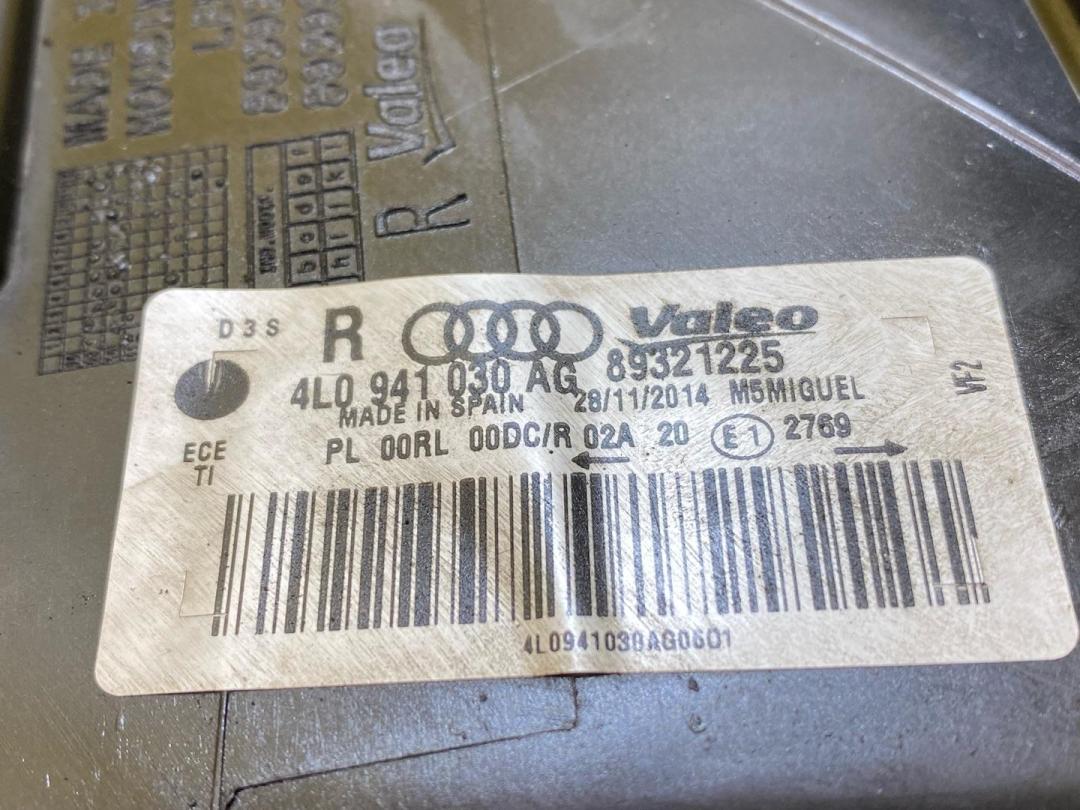 MADE
Valeo
R
D3S R Valeo
4L0 941 030 AG 89321225
MADE IN SPAIN 28/11/2014 M5MIGUEL
PL 00RL 00DC/R 02A 20 E1 2769
ECE
TI
VF2
4L0941030AG0601